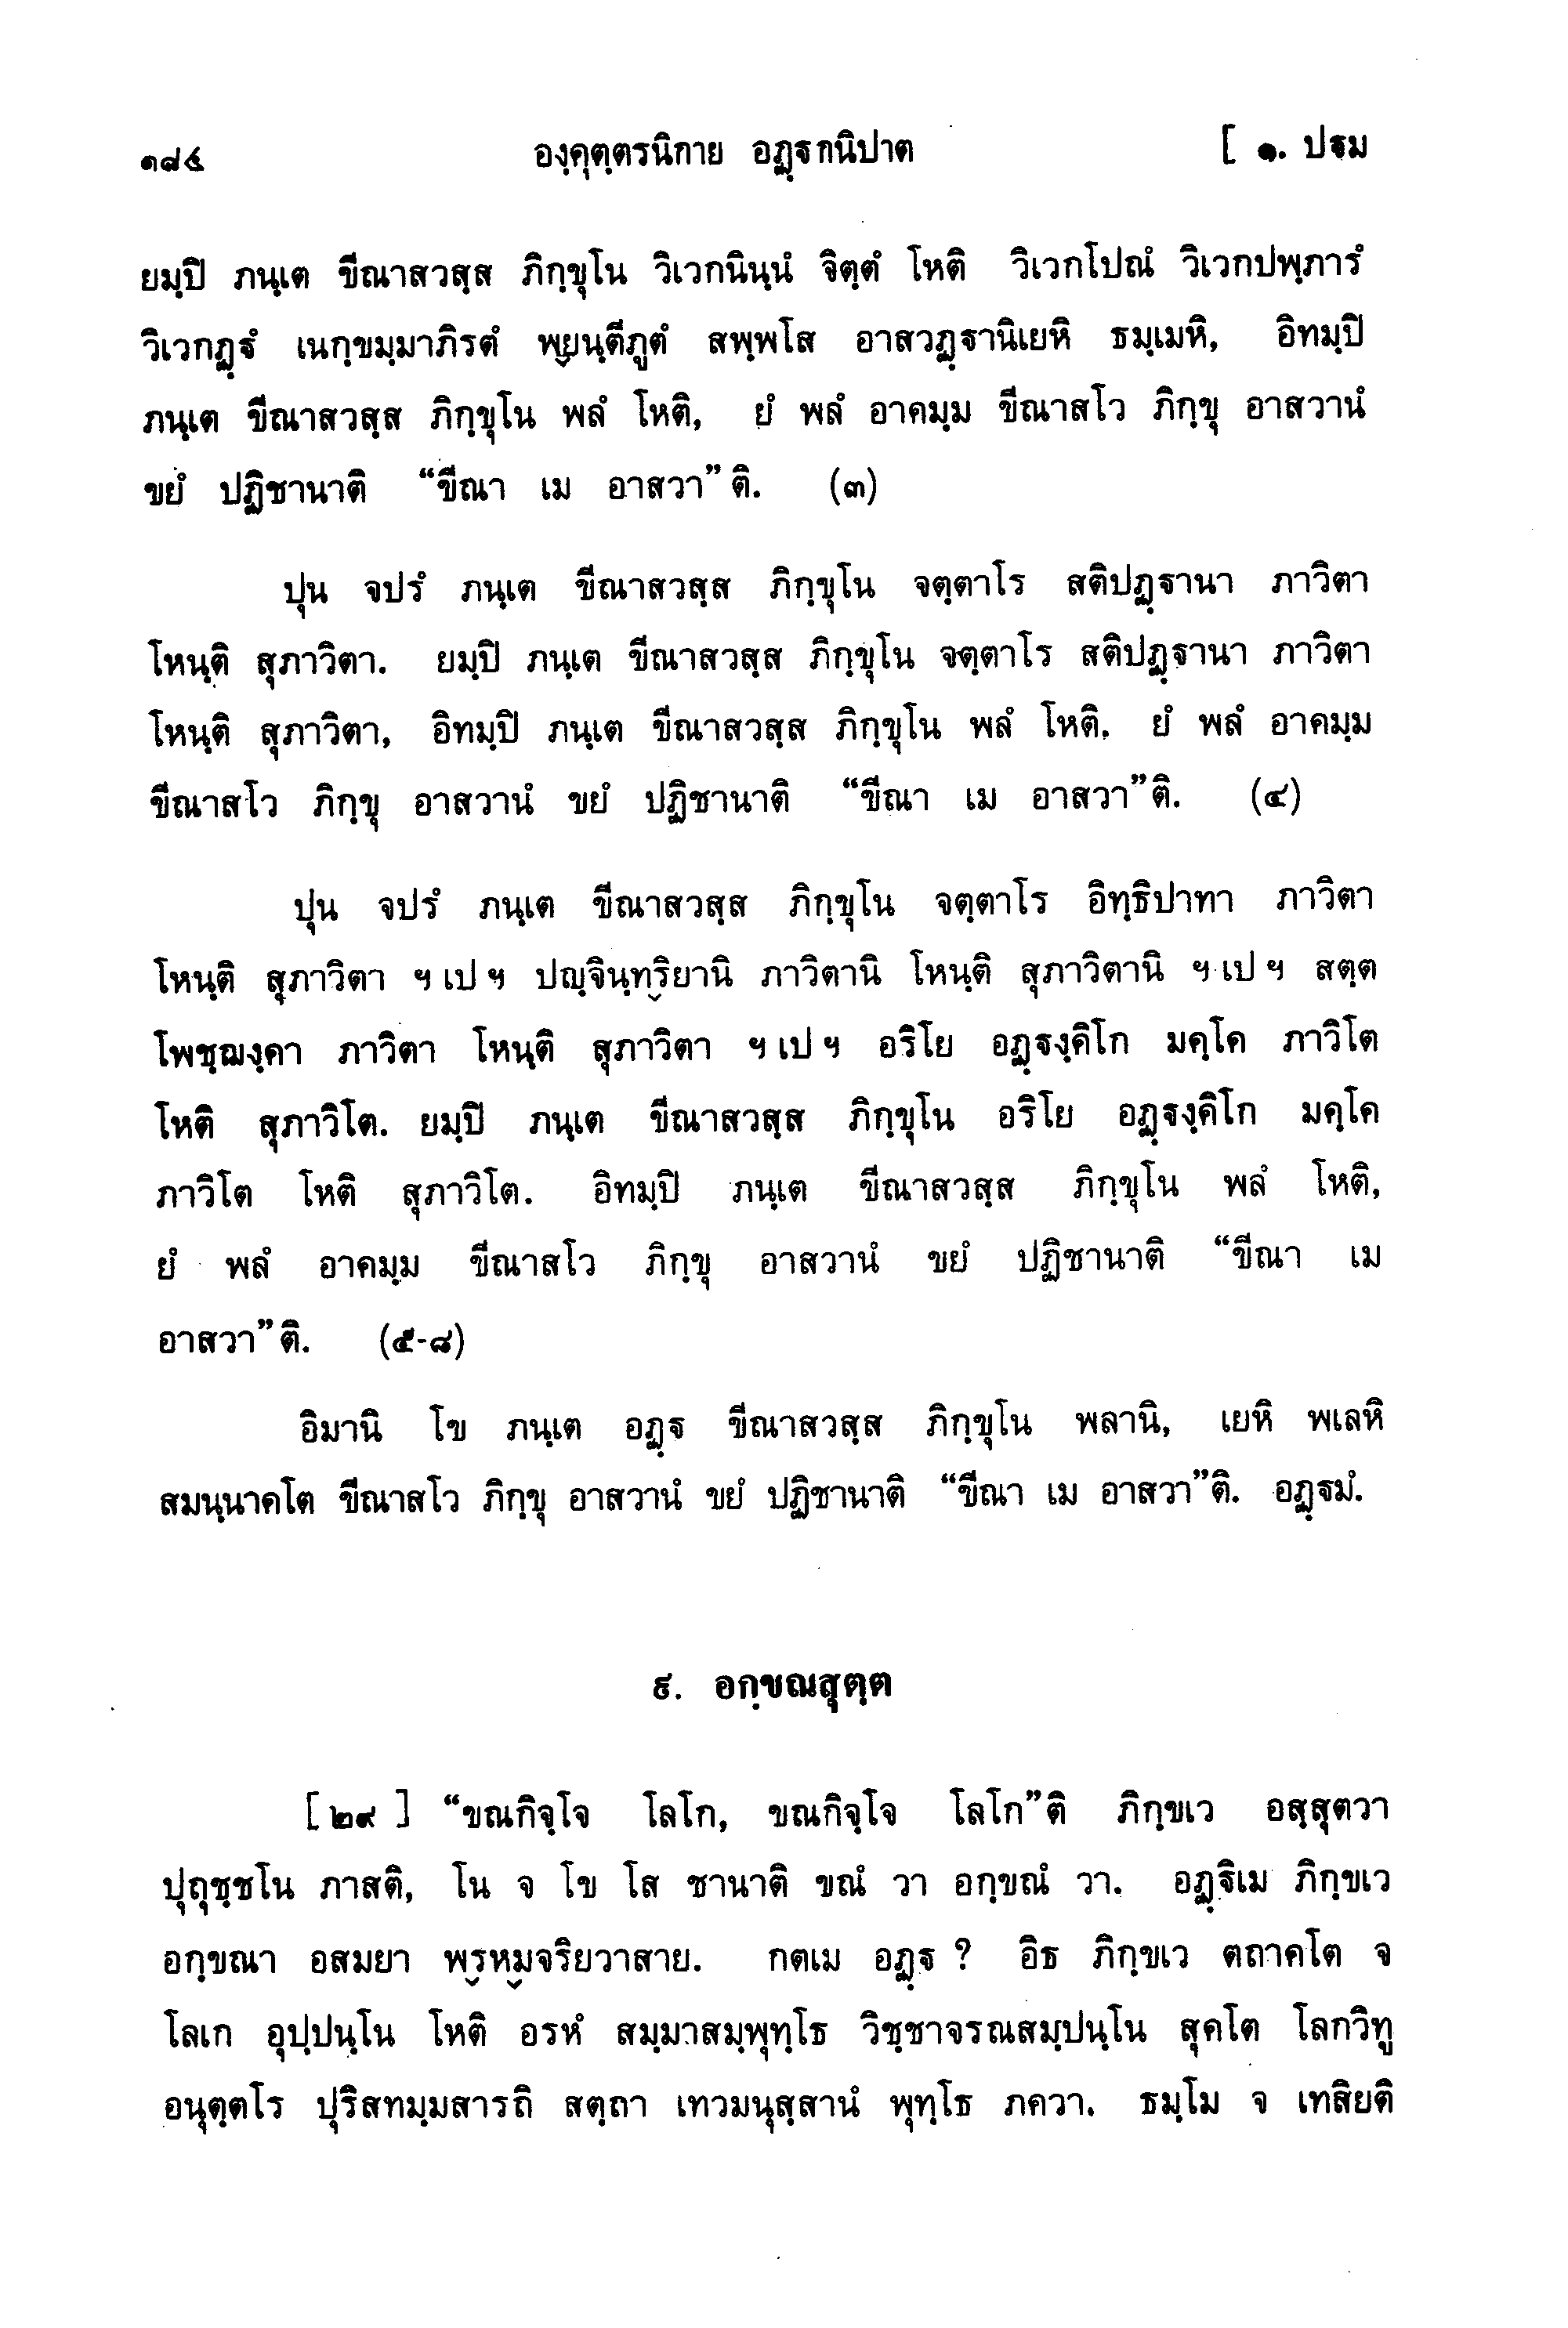 ๑๘๔ องฺคุตฺตรนิกาย อฏฺฐกนิปาต [ ๑. ปฐม
ยมฺปิ ภนฺเต ขีณาสวสฺส ภิกฺขุโน วิเวกนินฺนํ จิตฺตํ โหติ วิเวกโปณํ วิเวกปพฺภารํ
วิเวกฏฺฐํ เนกฺขมฺมาภิรตํ พฺยนฺตีภูตํ สพฺพโส อาสวฏฺฐานิเยหิ ธมฺเมหิ, อิทมฺปิ
ภนฺเต ขีณาสวสฺส ภิกฺขุโน พลํ โหติ, ยํ พลํ อาคมฺม ขีณาสโว ภิกฺขุ อาสวานํ
ขยํ ปฏิชานาติ “ขีณา เม อาสวา”ติ. (๓)
ปุน จปรํ ภนฺเต ขีณาสวสฺส ภิกฺขุโน จตฺตาโร สติปฏฺฐานา ภาวิตา
โหนฺติ สุภาวิตา. ยมฺปิ ภนฺเต ขีณาสวสฺส ภิกฺขุโน จตฺตาโร สติปฏฺฐานา ภาวิตา
โหนฺติ สุภาวิตา, อิทมฺปิ ภนฺเต ขีณาสวสฺส ภิกฺขุโน พลํ โหติ. ยํ พลํ อาคมฺม
ขีณาสโว ภิกฺขุ อาสวานํ ขยํ ปฏิชานาติ “ขีณา เม อาสวา”ติ. (๔)
ปุน จปรํ ภนฺเต ขีณาสวสฺส ภิกฺขุโน จตฺตาโร อิทฺธิปาทา ภาวิตา
โหนฺติ สุภาวิตา ฯ เป ฯ ปญฺจินฺทฺริยานิ ภาวิตานิ โหนฺติ สุภาวิตานิ ฯ เป ฯ สตฺต
โพชฺฌงฺคา ภาวิตา โหนฺติ สุภาวิตา ฯ เป ฯ อริโย อฏฺฐงฺคิโก มคฺโค ภาวิโต
โหติ สุภาวิโต. ยมฺปิ ภนฺเต ขีณาสวสฺส ภิกฺขุโน อริโย อฏฺฐงฺคิโก มคฺโค
ภาวิโต โหติ สุภาวิโต. อิทมฺปิ ภนฺเต ขีณาสวสฺส ภิกฺขุโน พลํ โหติ,
ยํ พลํ อาคมฺม ขีณาสโว ภิกฺขุ อาสวานํ ขยํ ปฏิชานาติ “ขีณา เม
อาสวา”ติ. (๕-๘)
อิมานิ โข ภนฺเต อฏฺฐ ขีณาสวสฺส ภิกฺขุโน พลานิ, เยหิ พเลหิ
สมนฺนาคโต ขีณาสโว ภิกฺขุ อาสวานํ ขยํ ปฏิชานาติ “ขีณา เม อาสวา”ติ. อฏฺฐมํ.
๙. อกฺขณสุตฺต
[ ๒๙ ] “ขณกิจฺโจ โลโก, ขณกิจฺโจ โลโก”ติ ภิกฺขเว อสฺสุตวา
ปุถุชฺชโน ภาสติ, โน จ โข โส ชานาติ ขณํ วา อกฺขณํ วา. อฏฺฐิเม ภิกฺขเว
อกฺขณา อสมยา พฺรหฺมจริยวาสาย. กตเม อฏฺฐ ? อิธ ภิกฺขเว ตถาคโต จ
โลเก อุปฺปนฺโน โหติ อรหํ สมฺมาสมฺพุทฺโธ วิชฺชาจรณสมฺปนฺโน สุคโต โลกวิทู
อนุตฺตโร ปุริสทมฺมสารถิ สตฺถา เทวมนุสฺสานํ พุทฺโธ ภควา. ธมฺโม จ เทสิยติ